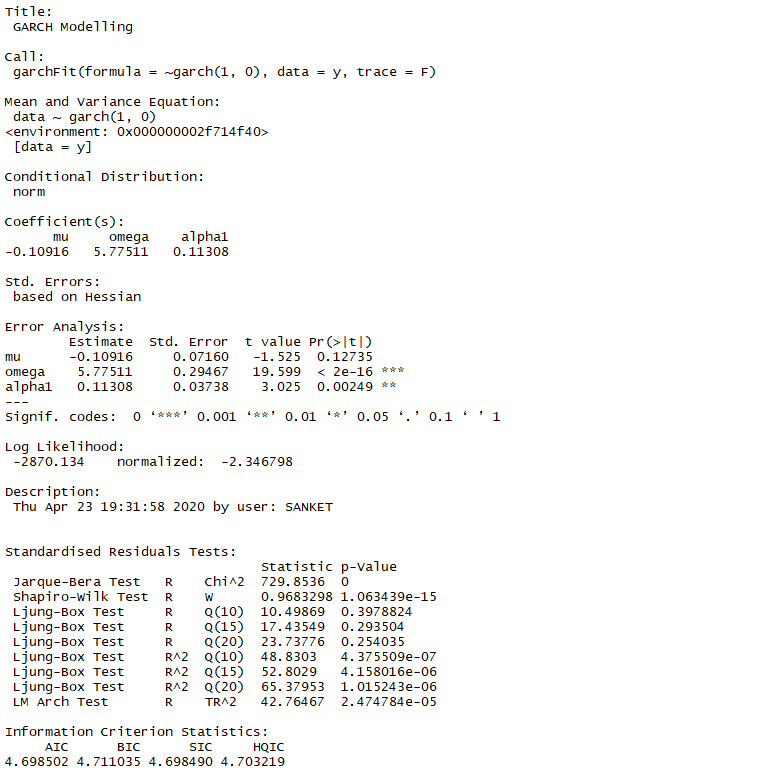 Title:
 GARCH Modelling

Call:
 garchFit(formula = ~garch(1, 0), data = y, trace = F)

Mean and Variance Equation:
 data ~ garch(1, 0)
<environment: 0x000000002f714f40>
 [data = y]

Conditional Distribution:
 norm

Coefficient(s):
      mu     omega    alpha1
-0.10916   5.77511   0.11308

Std. Errors:
 based on Hessian

Error Analysis:
        Estimate  Std. Error  t value Pr(>|t|)
mu      -0.10916     0.07160   -1.525  0.12735
omega    5.77511     0.29467   19.599  < 2e-16 ***
alpha1   0.11308     0.03738    3.025  0.00249 **
---
Signif. codes:  0 ‘***’ 0.001 ‘**’ 0.01 ‘*’ 0.05 ‘.’ 0.1 ‘ ’ 1

Log Likelihood:
 -2870.134    normalized:  -2.346798

Description:
 Thu Apr 23 19:31:58 2020 by user: SANKET


Standardised Residuals Tests:
                                Statistic p-Value
 Jarque-Bera Test   R    Chi^2  729.8536  0
 Shapiro-Wilk Test  R    W      0.9683298 1.063439e-15
 Ljung-Box Test     R    Q(10)  10.49869  0.3978824
 Ljung-Box Test     R    Q(15)  17.43549  0.293504
 Ljung-Box Test     R    Q(20)  23.73776  0.254035
 Ljung-Box Test     R^2  Q(10)  48.8303   4.375509e-07
 Ljung-Box Test     R^2  Q(15)  52.8029   4.158016e-06
 Ljung-Box Test     R^2  Q(20)  65.37953  1.015243e-06
 LM Arch Test       R    TR^2   42.76467  2.474784e-05

Information Criterion Statistics:
     AIC      BIC      SIC     HQIC
4.698502 4.711035 4.698490 4.703219